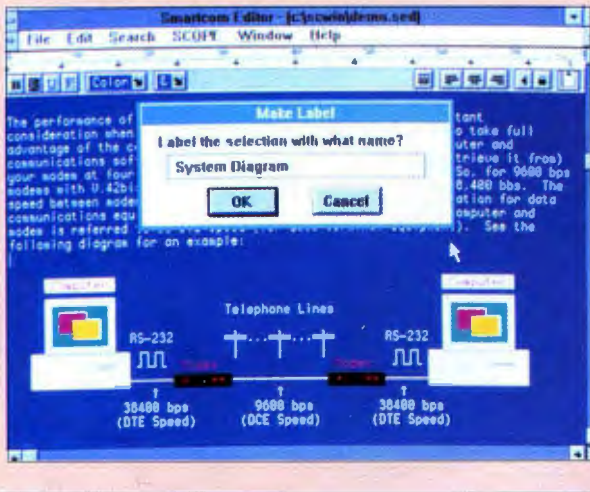 Smartcom Editor - [c:\scwin\demo.sed]
File Edit Search SCOPE Window Help
Color
The performance of
tant
consideration when
o take full
advantage of the c
uter and
communications sof
trieve it from)
your modem at four
So, for 9600 bps
modems with V.42bis
8,400 bbs. The
speed between modem
ation for data
communications equ
omputer and
modem is referred
). See the
following diagram for an example:
Make Label
Label the selection with what name?
System Diagram
OK
Cancel
Computer
Computer
Telephone Lines
RS-232
RS-232
38400 bps
(DTE Speed)
9600 bps
(DCE Speed)
38400 bps
(DTE Speed)